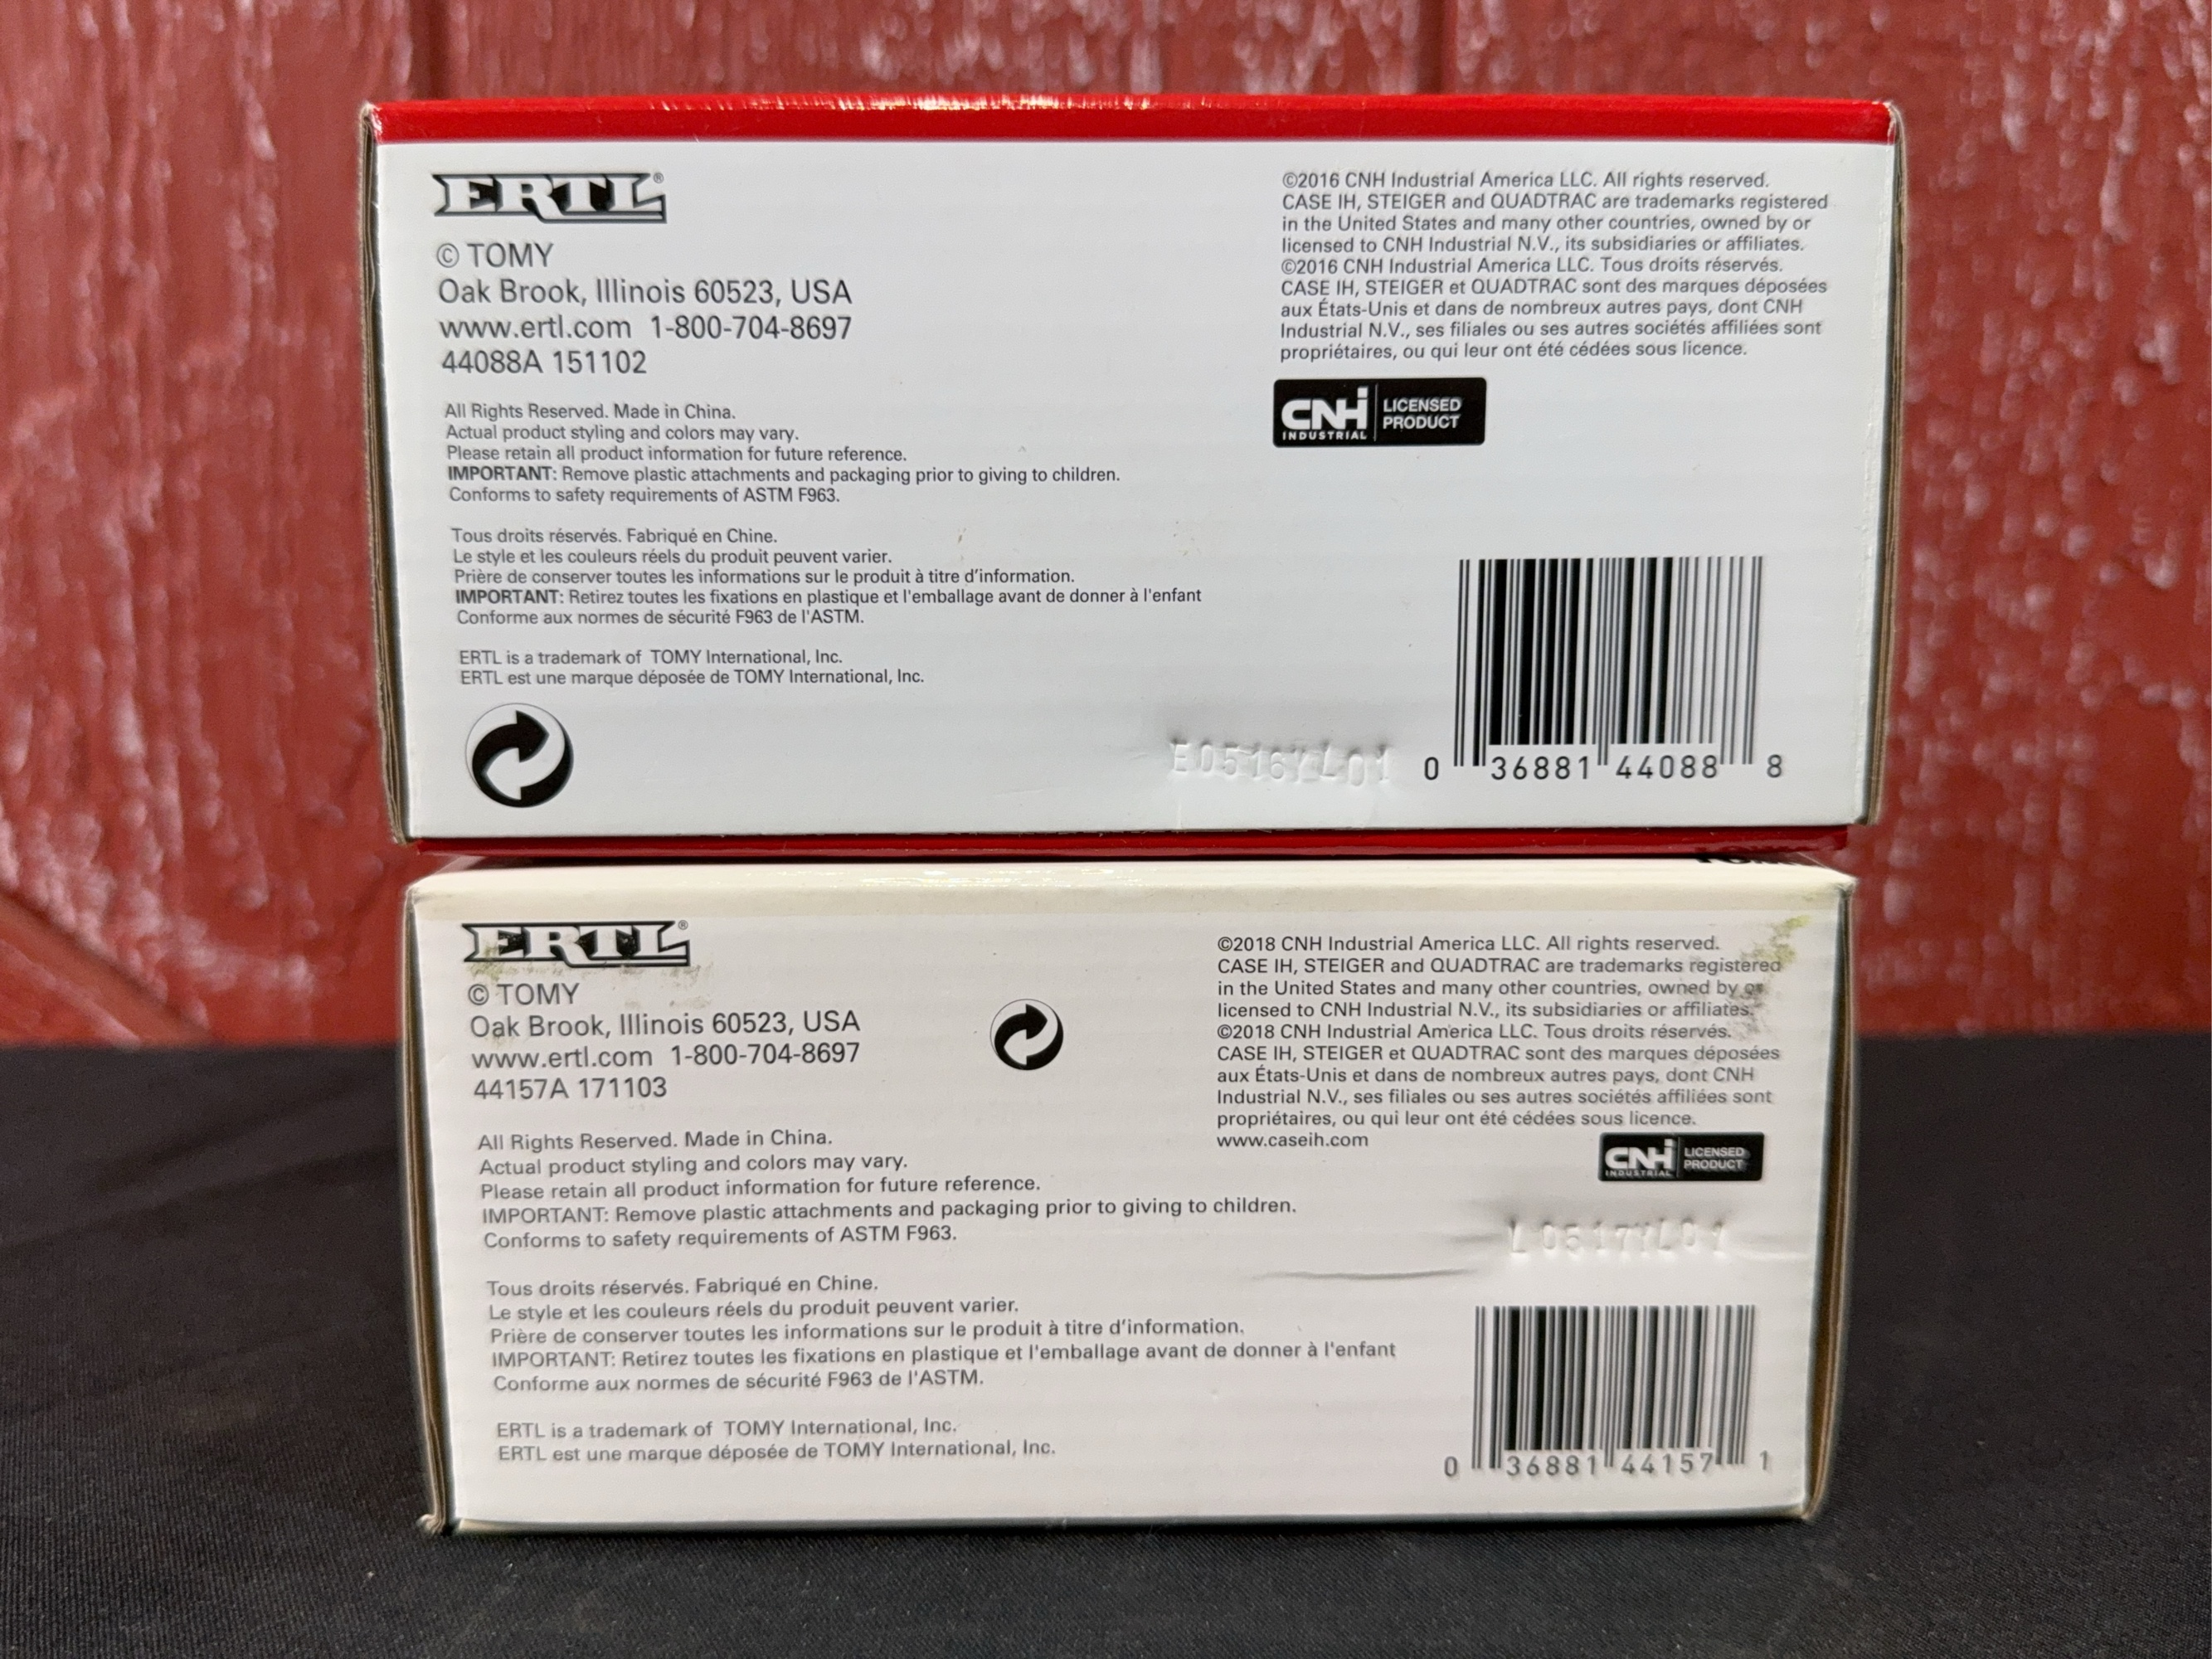 ERTL®
© TOMY
Oak Brook, Illinois 60523, USA
www.ertl.com 1-800-704-8697
44088A 151102
All Rights Reserved. Made in China.
Actual product styling and colors may vary.
Please retain all product information for future reference.
IMPORTANT: Remove plastic attachments and packaging prior to giving to children.
Conforms to safety requirements of ASTM F963.
Tous droits réservés. Fabriqué en Chine.
Le style et les couleurs réels du produit peuvent varier.
Prière de conserver toutes les informations sur le produit à titre d'information.
IMPORTANT: Retirez toutes les fixations en plastique et l'emballage avant de donner à l'enfant
Conforme aux normes de sécurité F963 de l'ASTM.
ERTL is a trademark of TOMY International, Inc.
ERTL est une marque déposée de TOMY International, Inc.
©2016 CNH Industrial America LLC. All rights reserved.
CASE IH, STEIGER and QUADTRAC are trademarks registered
in the United States and many other countries, owned by or
licensed to CNH Industrial N.V., its subsidiaries or affiliates.
©2016 CNH Industrial America LLC. Tous droits réservés.
CASE IH, STEIGER et QUADTRAC sont des marques déposées
aux États-Unis et dans de nombreux autres pays, dont CNH
Industrial N.V., ses filiales ou ses autres sociétés affiliées sont
propriétaires, ou qui leur ont été cédées sous licence.
CNH INDUSTRIAL LICENSED PRODUCT
E0516YL01
0 36881 44088 8
ERTL®
© TOMY
Oak Brook, Illinois 60523, USA
www.ertl.com 1-800-704-8697
44157A 171103
All Rights Reserved. Made in China.
Actual product styling and colors may vary.
Please retain all product information for future reference.
IMPORTANT: Remove plastic attachments and packaging prior to giving to children.
Conforms to safety requirements of ASTM F963.
Tous droits réservés. Fabriqué en Chine.
Le style et les couleurs réels du produit peuvent varier.
Prière de conserver toutes les informations sur le produit à titre d'information.
IMPORTANT: Retirez toutes les fixations en plastique et l'emballage avant de donner à l'enfant
Conforme aux normes de sécurité F963 de l'ASTM.
ERTL is a trademark of TOMY International, Inc.
ERTL est une marque déposée de TOMY International, Inc.
©2018 CNH Industrial America LLC. All rights reserved.
CASE IH, STEIGER and QUADTRAC are trademarks registered
in the United States and many other countries, owned by or
licensed to CNH Industrial N.V., its subsidiaries or affiliates.
©2018 CNH Industrial America LLC. Tous droits réservés.
CASE IH, STEIGER et QUADTRAC sont des marques déposées
aux États-Unis et dans de nombreux autres pays, dont CNH
Industrial N.V., ses filiales ou ses autres sociétés affiliées sont
propriétaires, ou qui leur ont été cédées sous licence.
www.caseih.com
CNH INDUSTRIAL LICENSED PRODUCT
L0517YL01
0 36881 44157 1